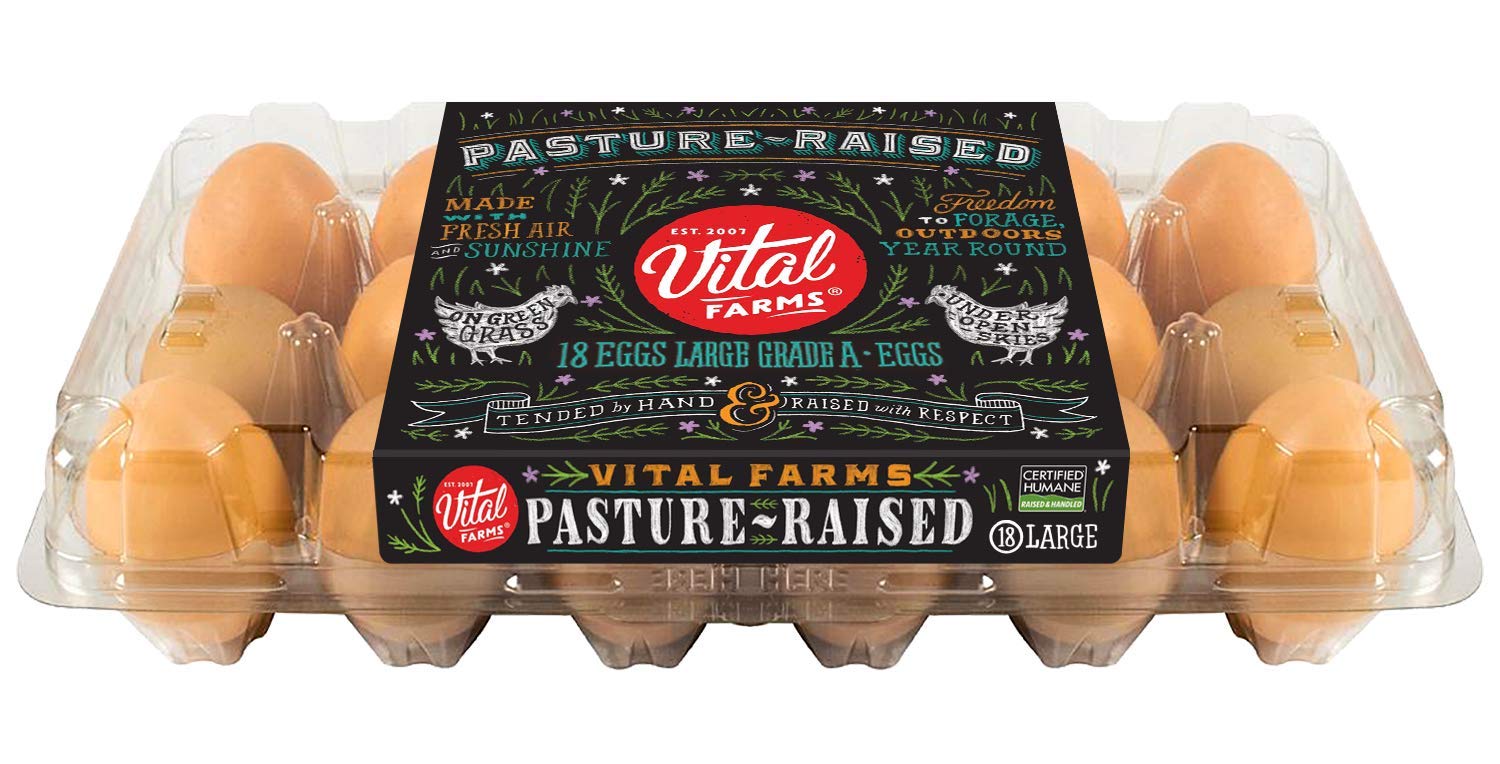 PASTURE~RAISED
MADE
WITH
FRESH AIR
AND SUNSHINE
Freedom
TO FORAGE,
OUTDOORS
YEAR ROUND
EST. 2007
Vital
FARMS®
ON GREEN
GRASS
UNDER
OPEN
SKIES
18 EGGS LARGE GRADE A · EGGS
TENDED by HAND & RAISED with RESPECT
EST. 2007
Vital
FARMS®
VITAL FARMS
PASTURE~RAISED
CERTIFIED
HUMANE
RAISED & HANDLED
18 LARGE